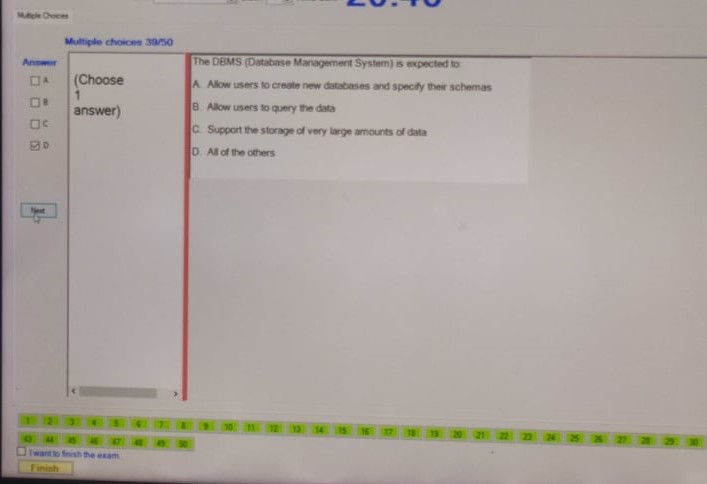 Multiple Choices
Multiple choices 39/50
Answer
A
B
C
D
(Choose
1
answer)
The DBMS (Database Management System) is expected to:
A. Allow users to create new databases and specify their schemas
B. Allow users to query the data
C. Support the storage of very large amounts of data
D. All of the others
Next
1 2 3 4 5 6 7 8 9 10 11 12 13 14 15 16 17 18 19 20 21 22 23 24 25 26 27 28 29 30
43 44 45 46 47 48 49 50
I want to finish the exam.
Finish